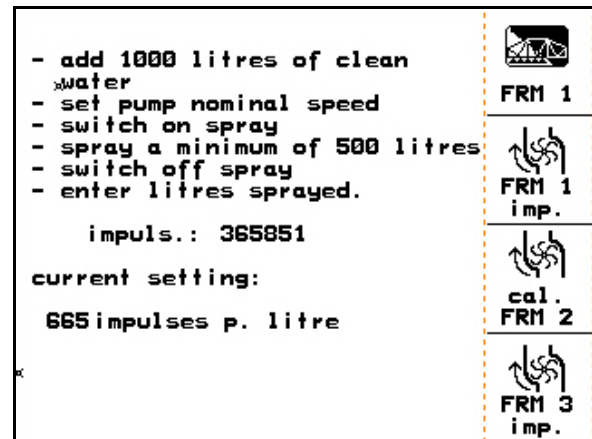 - add 1000 litres of clean
water
- set pump nominal speed
- switch on spray
- spray a minimum of 500 litres
- switch off spray
- enter litres sprayed.
impuls.: 365851
current setting:
665 impulses p. litre
FRM 1
FRM 1
imp.
cal.
FRM 2
FRM 3
imp.